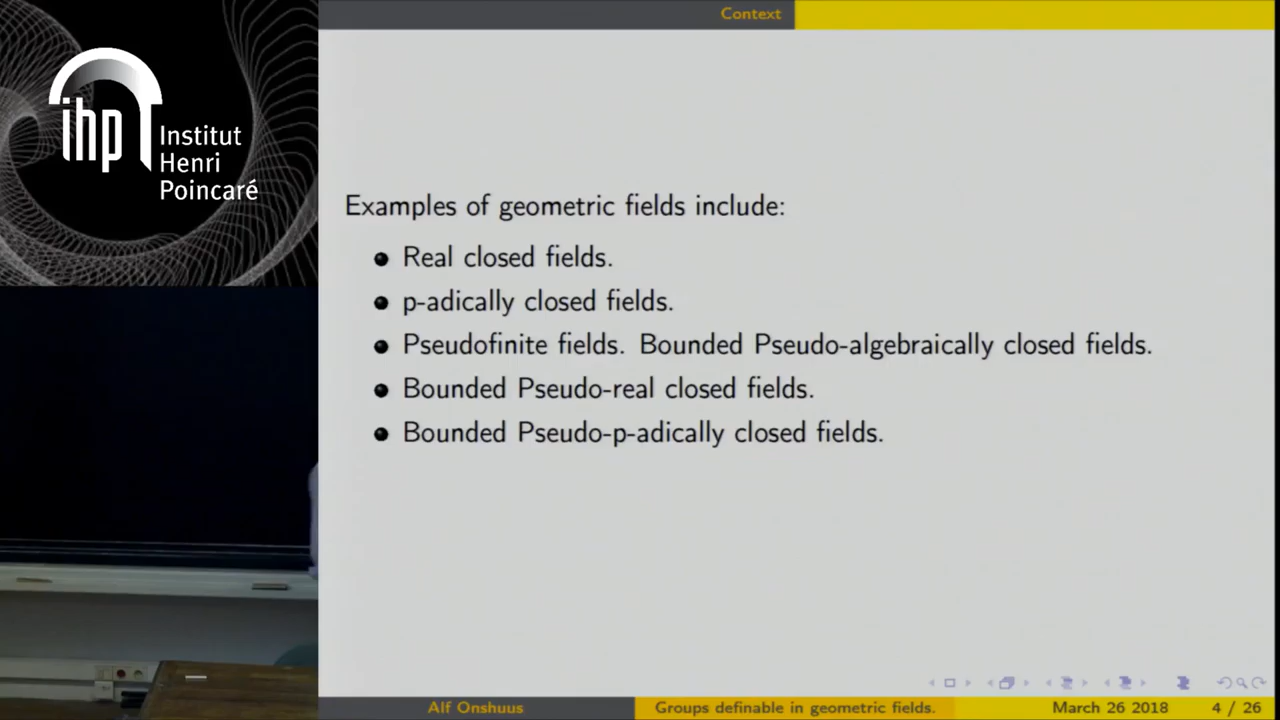 Context
ihp Institut
Henri
Poincaré
Examples of geometric fields include:
Real closed fields.
p-adically closed fields.
Pseudofinite fields. Bounded Pseudo-algebraically closed fields.
Bounded Pseudo-real closed fields.
Bounded Pseudo-p-adically closed fields.
Alf Onshuus Groups definable in geometric fields. March 26 2018 4 / 26